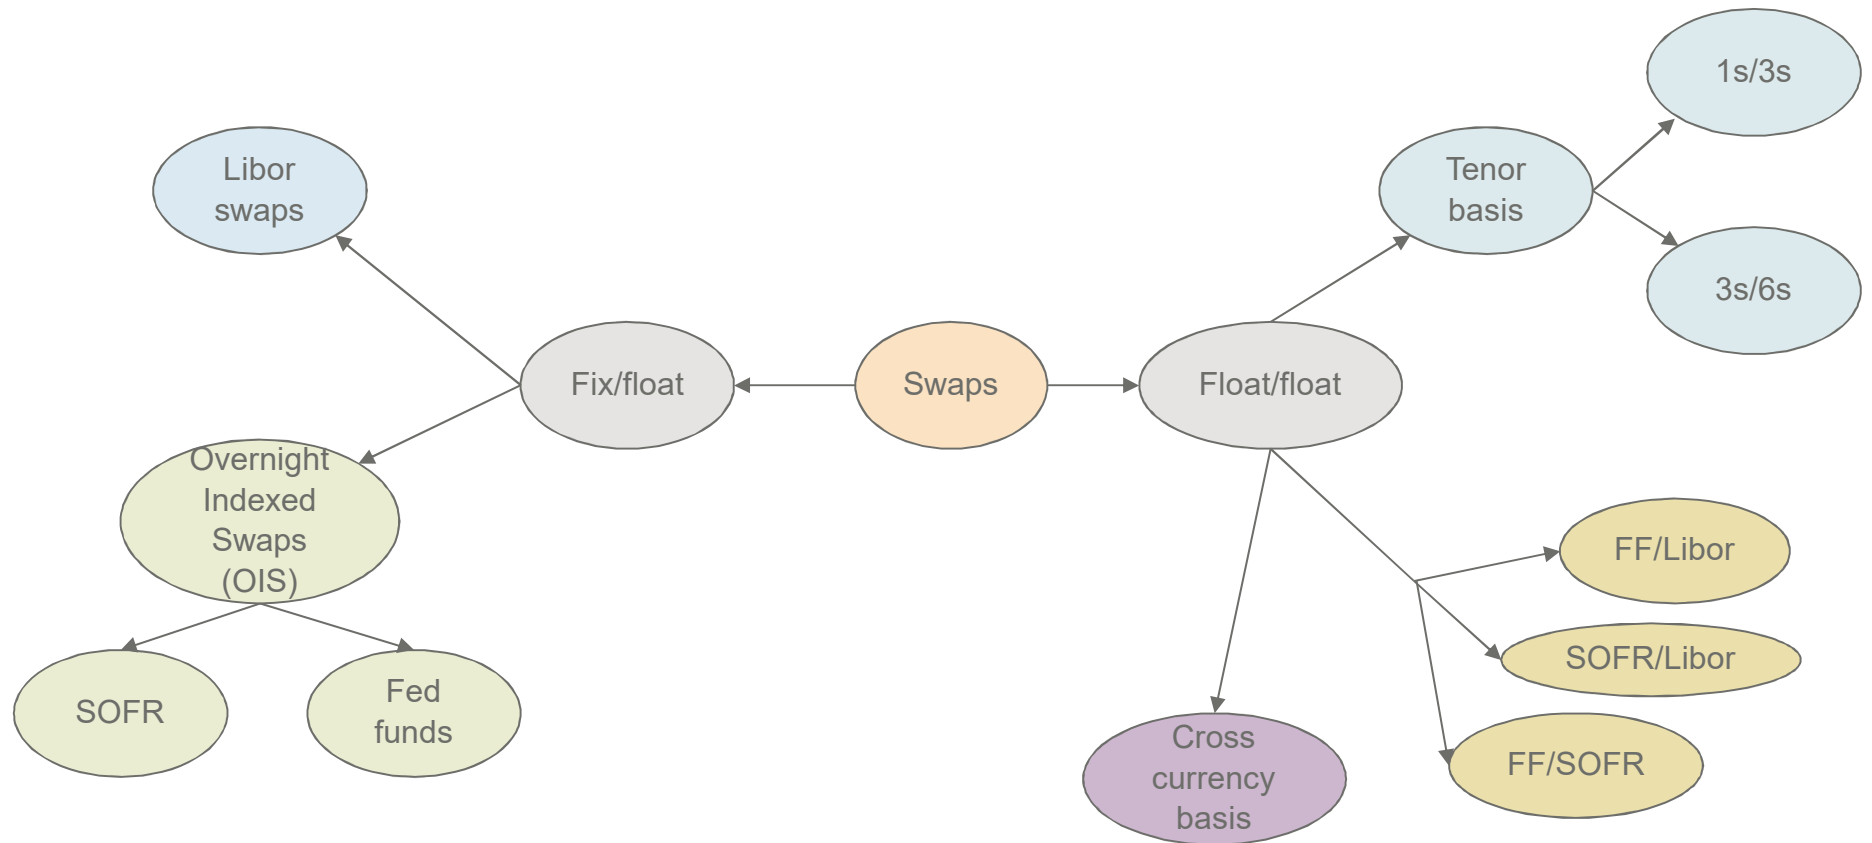 1s/3s
Libor
swaps
Tenor
basis
3s/6s
Fix/float
Swaps
Float/float
Overnight
Indexed
Swaps
(OIS)
FF/Libor
SOFR/Libor
SOFR
Fed
funds
Cross
currency
basis
FF/SOFR